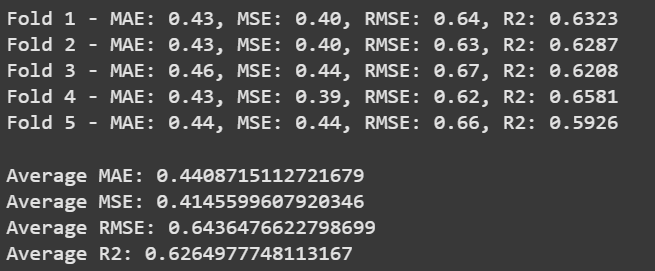 Fold 1 - MAE: 0.43, MSE: 0.40, RMSE: 0.64, R2: 0.6323
Fold 2 - MAE: 0.43, MSE: 0.40, RMSE: 0.63, R2: 0.6287
Fold 3 - MAE: 0.46, MSE: 0.44, RMSE: 0.67, R2: 0.6208
Fold 4 - MAE: 0.43, MSE: 0.39, RMSE: 0.62, R2: 0.6581
Fold 5 - MAE: 0.44, MSE: 0.44, RMSE: 0.66, R2: 0.5926
Average MAE: 0.4408715112721679
Average MSE: 0.4145599607920346
Average RMSE: 0.6436476622798699
Average R2: 0.6264977748113167